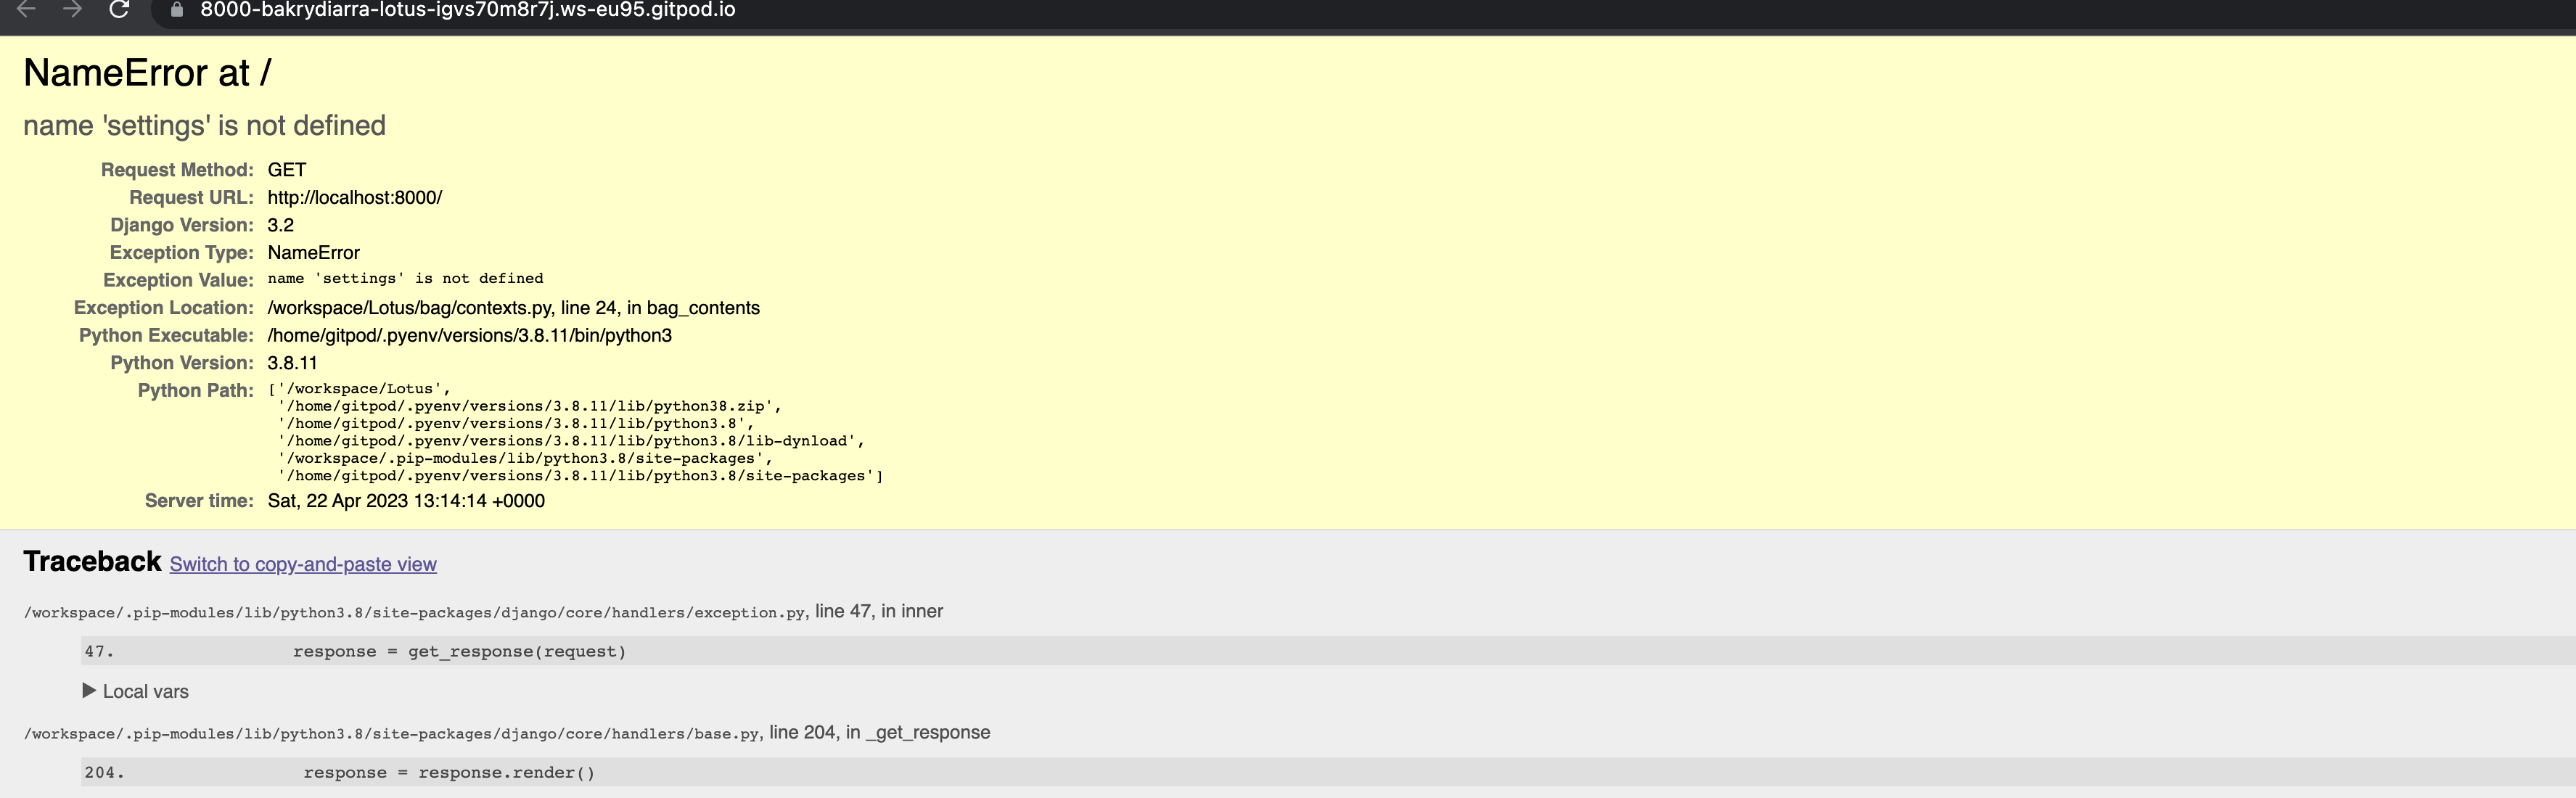 8000-bakrydiarra-lotus-igvs70m8r7j.ws-eu95.gitpod.io
NameError at /
name 'settings' is not defined
Request Method: GET
Request URL: http://localhost:8000/
Django Version: 3.2
Exception Type: NameError
Exception Value: name 'settings' is not defined
Exception Location: /workspace/Lotus/bag/contexts.py, line 24, in bag_contents
Python Executable: /home/gitpod/.pyenv/versions/3.8.11/bin/python3
Python Version: 3.8.11
Python Path: ['/workspace/Lotus',
'/home/gitpod/.pyenv/versions/3.8.11/lib/python38.zip',
'/home/gitpod/.pyenv/versions/3.8.11/lib/python3.8',
'/home/gitpod/.pyenv/versions/3.8.11/lib/python3.8/lib-dynload',
'/workspace/.pip-modules/lib/python3.8/site-packages',
'/home/gitpod/.pyenv/versions/3.8.11/lib/python3.8/site-packages']
Server time: Sat, 22 Apr 2023 13:14:14 +0000
Traceback Switch to copy-and-paste view
/workspace/.pip-modules/lib/python3.8/site-packages/django/core/handlers/exception.py, line 47, in inner
47. response = get_response(request)
▶ Local vars
/workspace/.pip-modules/lib/python3.8/site-packages/django/core/handlers/base.py, line 204, in _get_response
204. response = response.render()